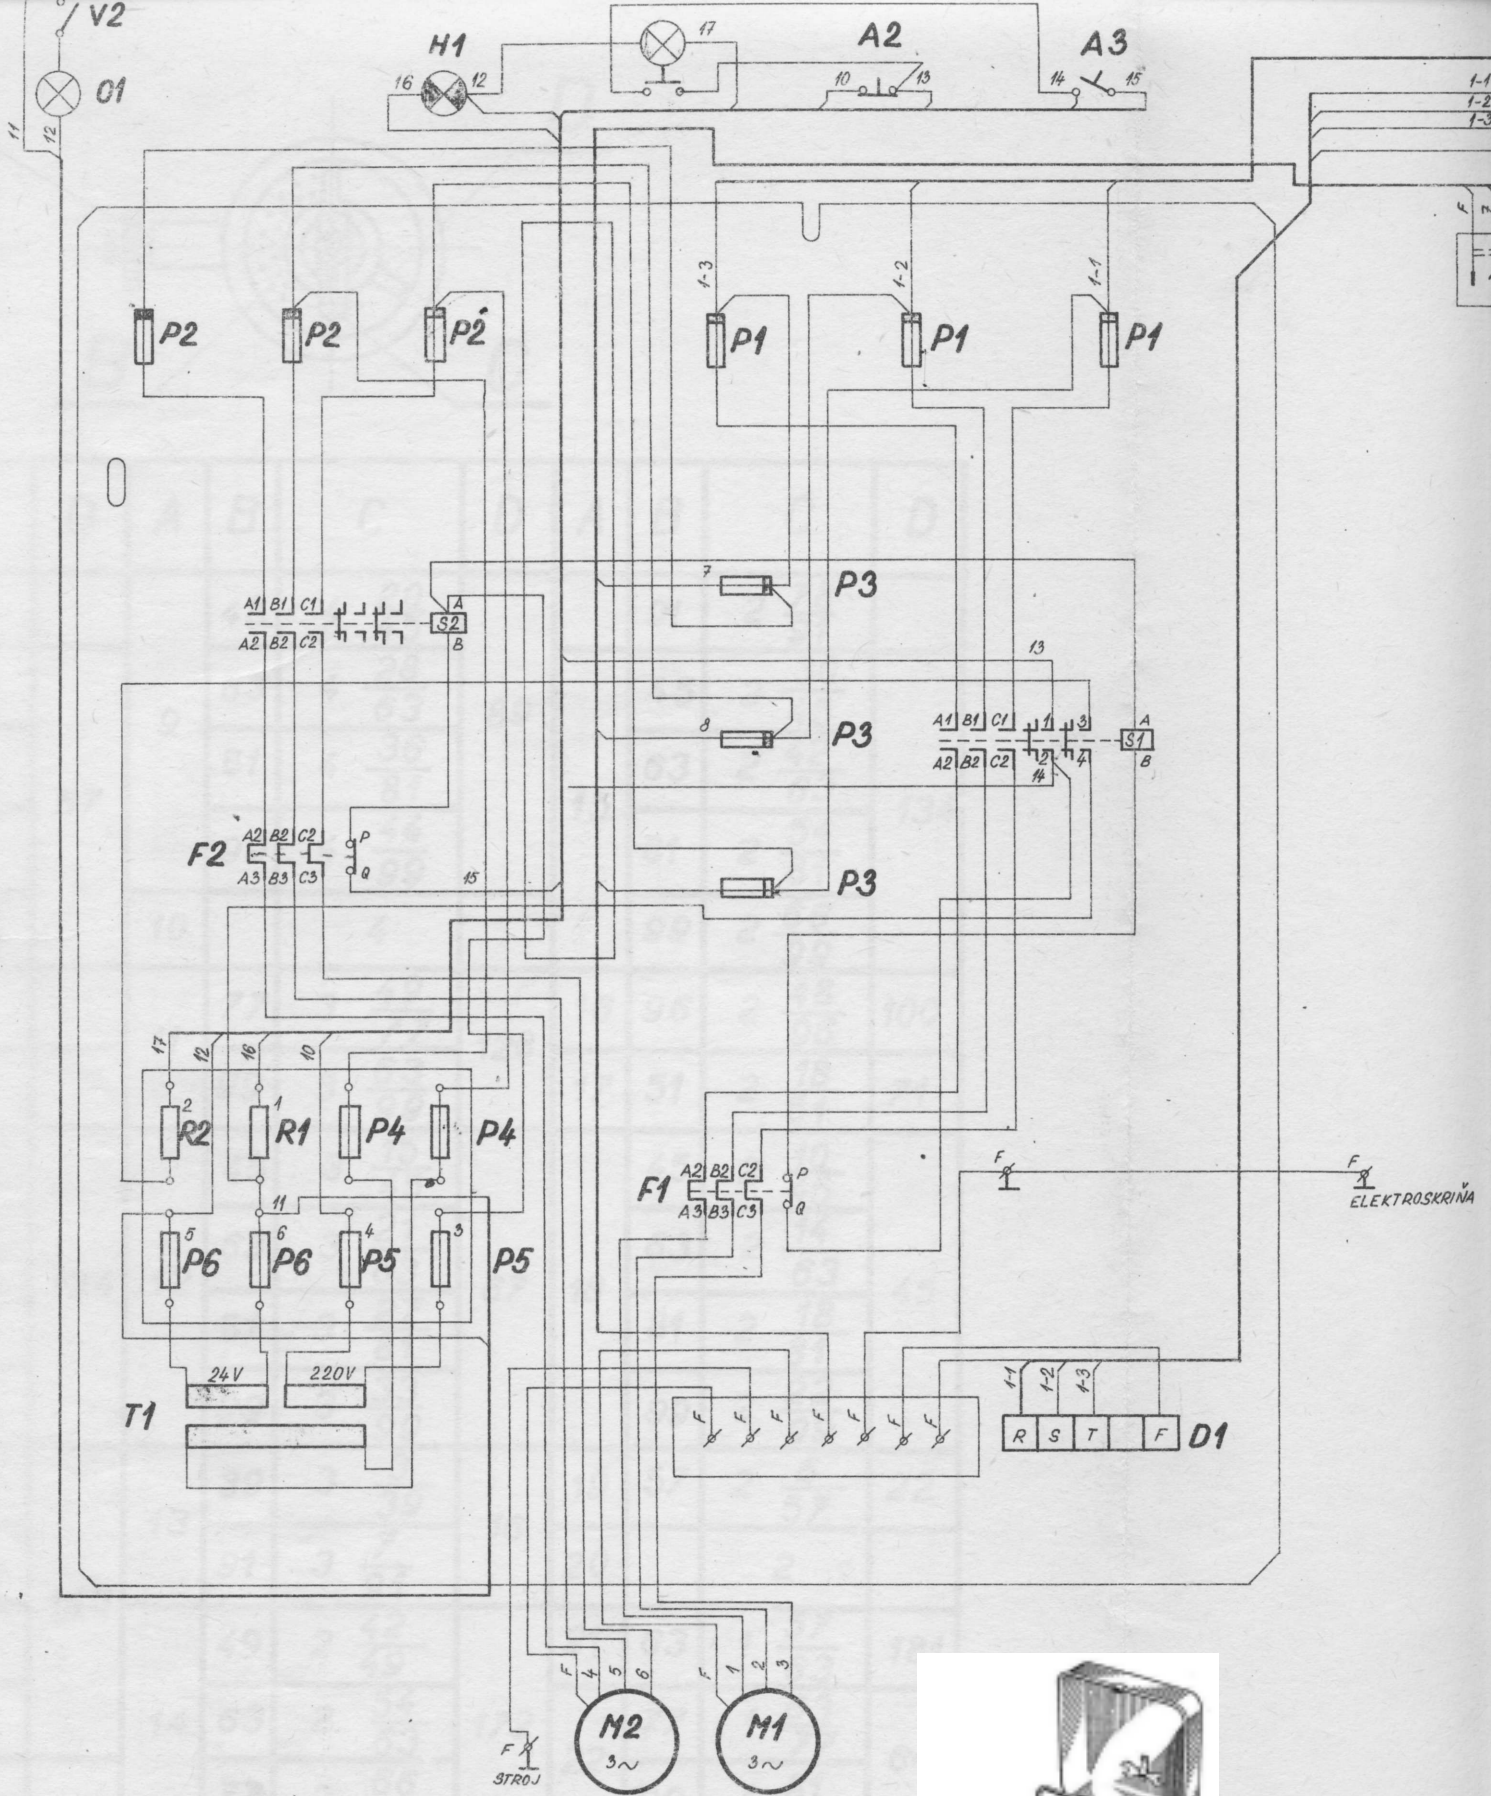 V2
H1
17
A2
A3
16
12
O1
10
13
14
15
1-1
1-2
1-3
11
12
F
1-3
1-2
1-1
P2
P2
P2
P1
P1
P1
7
P3
A1 B1 C1
A
S2
A2 B2 C2
B
13
8
P3
A1 B1 C1 1 3
A
S1
A2 B2 C2 2 4
B
14
A2 B2 C2
P
F2
A3 B3 C3
Q
15
P3
17
12
16
10
2
R2
1
R1
P4
P4
11
5
P6
6
P6
4
P5
3
P5
A2 B2 C2
P
F1
A3 B3 C3
Q
F
F
ELEKTROSKRIŇA
24V
220V
T1
1-1
1-2
1-3
F F F F F F F
R S T F
D1
F 4 5 6
F 1 2 3
M2
3~
M1
3~
F
STROJ